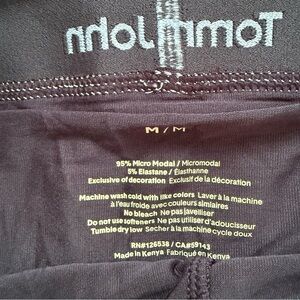 Tommy John
M / M
95% Micro Modal / Micromodal
5% Elastane / Élasthanne
Exclusive of decoration Exclusif de la décoration
Machine wash cold with like colors Laver à la machine
à l'eau froide avec couleurs similaires
No bleach Ne pas javelliser
Do not use softeners Ne pas utiliser d'adoucisseur
Tumble dry low Secher à la machine cycle doux
RN#126538 / CA#59143
Made in Kenya Fabriqué en Kenya